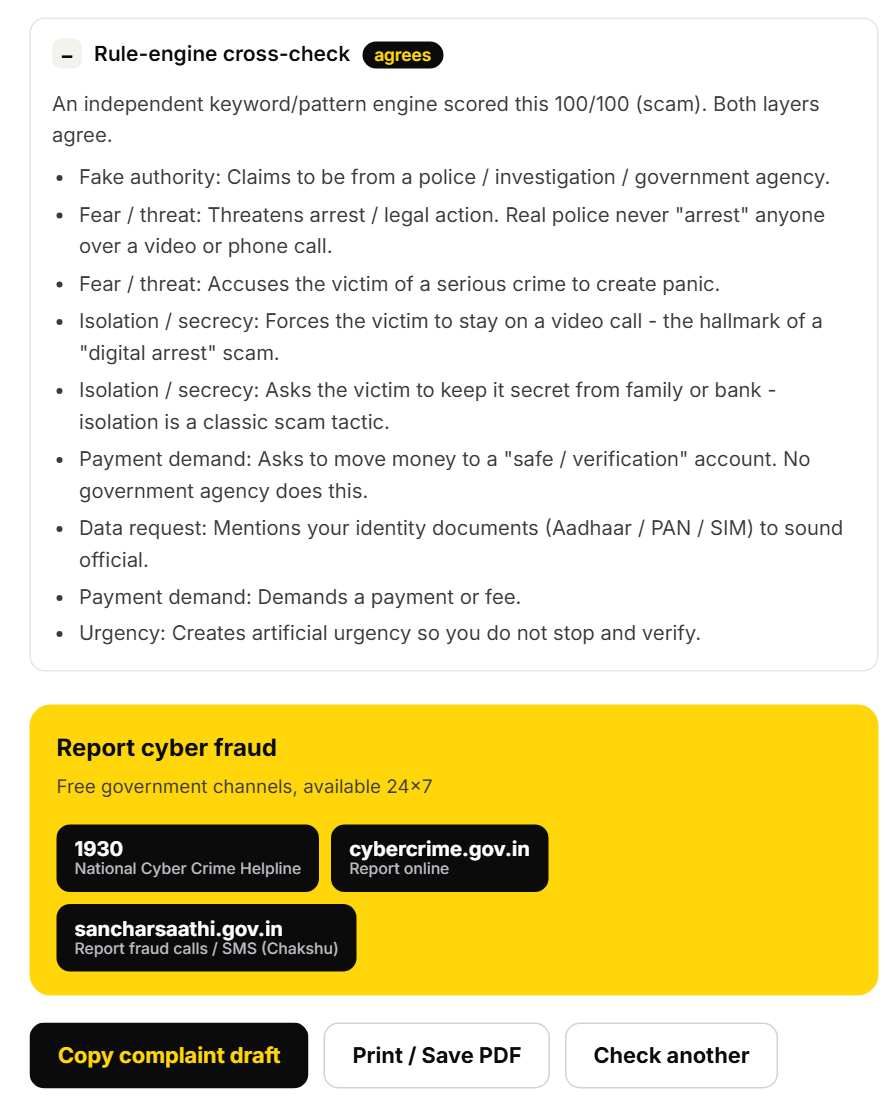 – Rule-engine cross-check agrees
An independent keyword/pattern engine scored this 100/100 (scam). Both layers
agree.
• Fake authority: Claims to be from a police / investigation / government agency.
• Fear / threat: Threatens arrest / legal action. Real police never "arrest" anyone
over a video or phone call.
• Fear / threat: Accuses the victim of a serious crime to create panic.
• Isolation / secrecy: Forces the victim to stay on a video call - the hallmark of a
"digital arrest" scam.
• Isolation / secrecy: Asks the victim to keep it secret from family or bank -
isolation is a classic scam tactic.
• Payment demand: Asks to move money to a "safe / verification" account. No
government agency does this.
• Data request: Mentions your identity documents (Aadhaar / PAN / SIM) to sound
official.
• Payment demand: Demands a payment or fee.
• Urgency: Creates artificial urgency so you do not stop and verify.
Report cyber fraud
Free government channels, available 24×7
1930
National Cyber Crime Helpline
cybercrime.gov.in
Report online
sancharsaathi.gov.in
Report fraud calls / SMS (Chakshu)
Copy complaint draft
Print / Save PDF
Check another